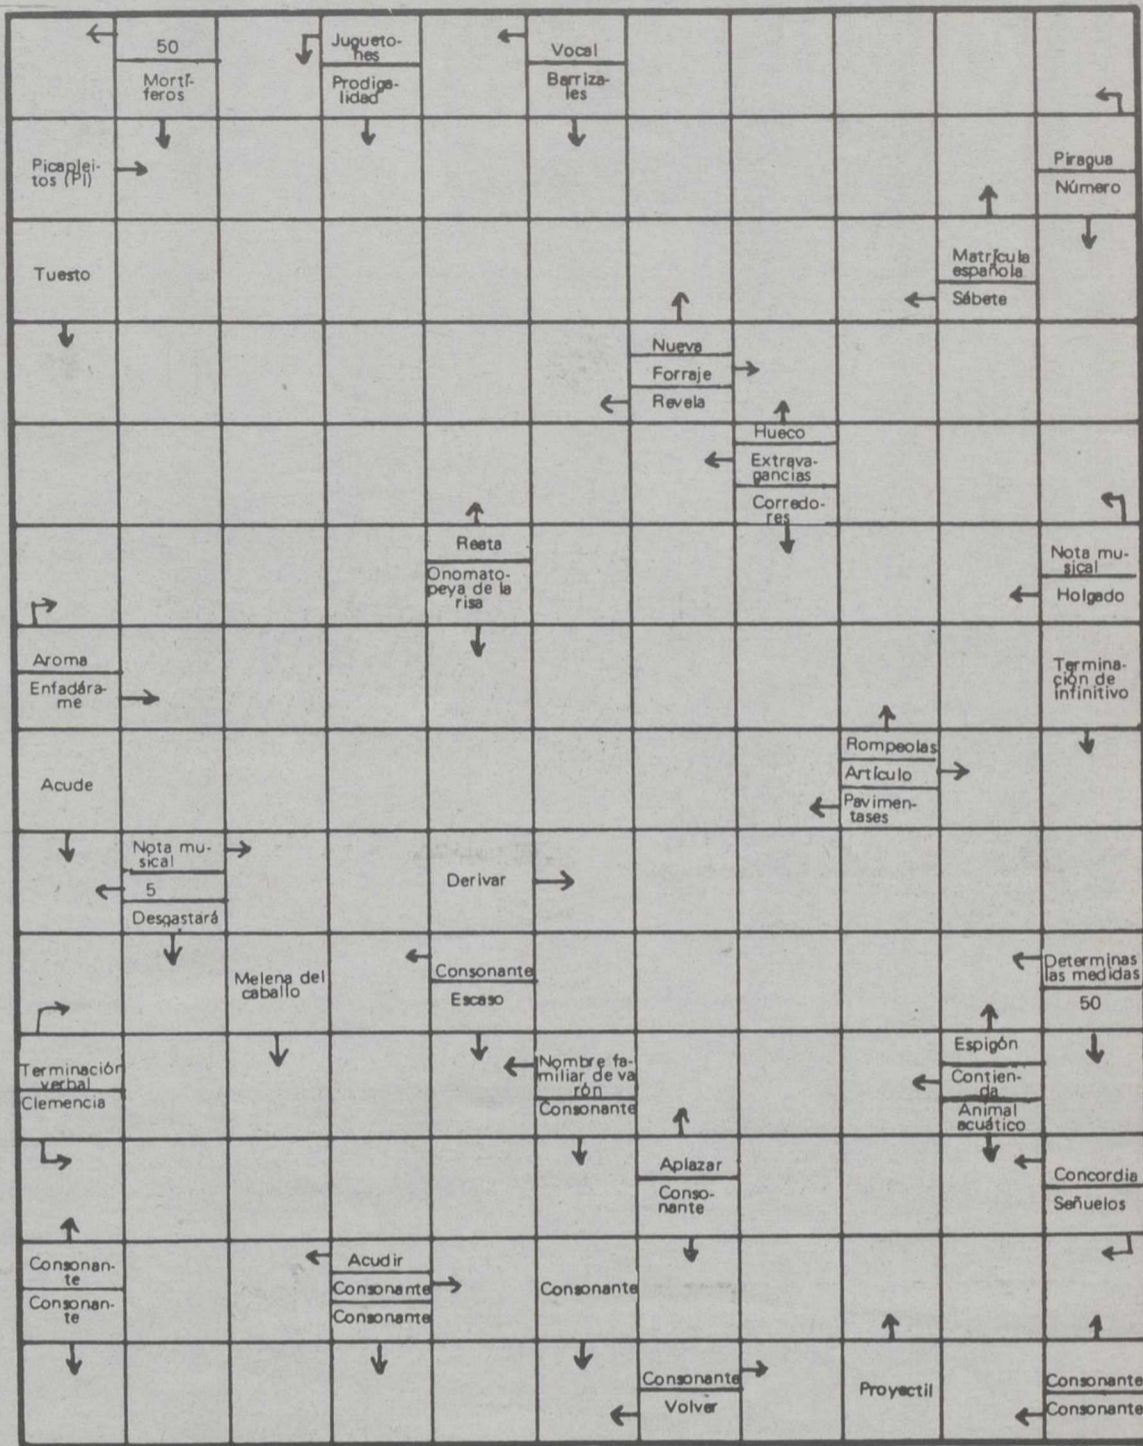 50
Mortí-
feros
Jugueto-
nes
Prodiga-
lidad
Vocal
Barriza-
les
Picaplei-
tos (Pl)
Piragua
Número
Tuesto
Matrícula
española
Sábete
Nueva
Forraje
Revela
Hueco
Extrava-
gancias
Corredo-
res
Reata
Onomato-
peya de la
risa
Nota mu-
sical
Holgado
Aroma
Enfadára-
me
Termina-
ción de
infinitivo
Acude
Rompeolas
Artículo
Pavimen-
tases
Nota mu-
sical
5
Desgastará
Derivar
Melena del
caballo
Consonante
Escaso
Determinas
las medidas
50
Terminación
verbal
Clemencia
Nombre fa-
miliar de va
rón
Consonante
Espigón
Contien-
da
Animal
acuático
Aplazar
Conso-
nante
Concordia
Señuelos
Consonan-
te
Consonan-
te
Acudir
Consonante
Consonante
Consonante
Consonante
Volver
Proyectil
Consonante
Consonante